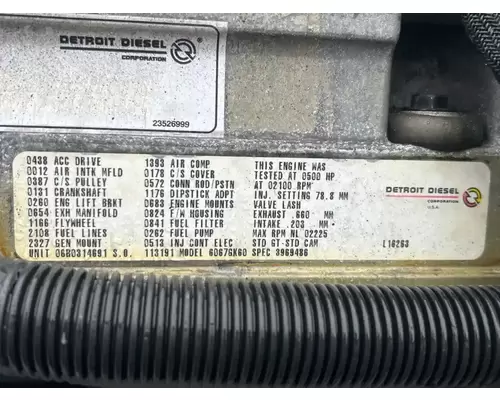 DETROIT DIESEL
CORPORATION
23526999
0438 ACC DRIVE 1393 AIR COMP THIS ENGINE WAS
0012 AIR INTK MFLD 0178 C/S COVER TESTED AT 0500 HP
0387 C/S PULLEY 0572 CONN ROD/PSTN AT 02100 RPM
0131 CRANKSHAFT 1176 DIPSTICK ADPT INJ. SETTING 78.8 MM
0260 ENG LIFT BRKT 0683 ENGINE MOUNTS VALVE LASH
0654 EXH MANIFOLD 0824 F/W HOUSING EXHAUST .660 MM
1166 FLYWHEEL 0841 FUEL FILTER INTAKE .203 MM
2108 FUEL LINES 0262 FUEL PUMP MAX RPM NL 02225
2327 GEN MOUNT 0513 INJ CONT ELEC STD GT-STD CAM
UNIT 06R0314691 S.O. 113191 MODEL 6067GK60 SPEC 3969486
DETROIT DIESEL
CORPORATION
U.S.A.
L16263